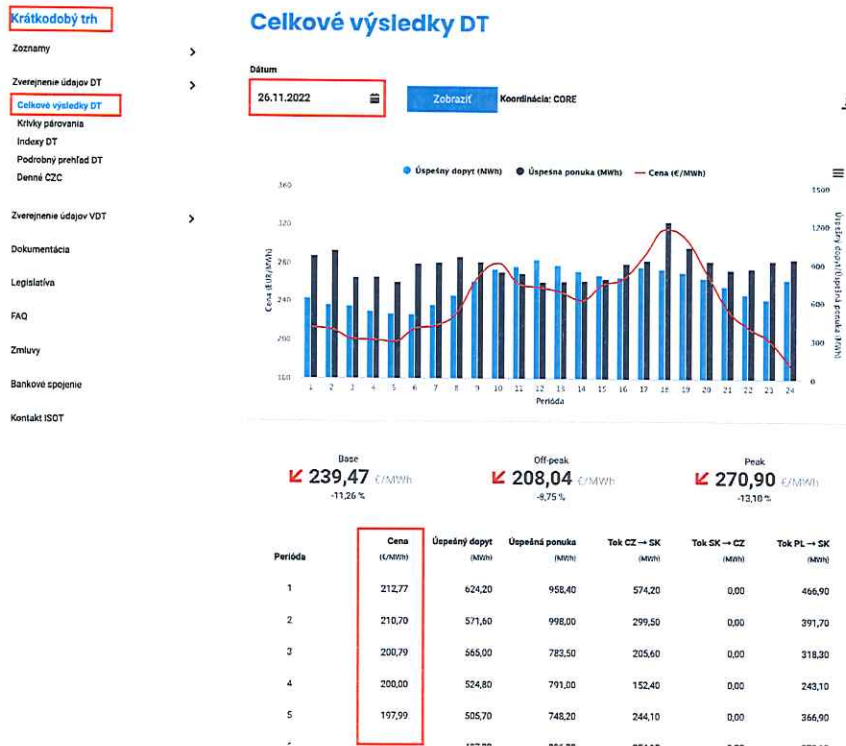 Krátkodobý trh
Zoznamy
Zverejnenie údajov DT
Celkové výsledky DT
Krivky párovania
Indexy DT
Podrobný prehľad DT
Denné CZC
Zverejnenie údajov VDT
Dokumentácia
Legislatíva
FAQ
Zmluvy
Bankové spojenie
Kontakt ISOT
Celkové výsledky DT
Dátum
26.11.2022
Zobraziť
Koordinácia: CORE
Úspešný dopyt (MWh) Úspešná ponuka (MWh) Cena (€/MWh)
Cena (EUR/MWh)
360
320
280
240
200
160
1500
1200
900
600
300
0
Úspešný dopyt/Úspešná ponuka (MWh)
1 2 3 4 5 6 7 8 9 10 11 12 13 14 15 16 17 18 19 20 21 22 23 24
Perióda
Base
239,47 €/MWh
-11,26 %
Off-peak
208,04 €/MWh
-9,75 %
Peak
270,90 €/MWh
-13,18 %
Perióda Cena (€/MWh) Úspešný dopyt (MWh) Úspešná ponuka (MWh) Tok CZ → SK (MWh) Tok SK → CZ (MWh) Tok PL → SK (MWh)
1 212,77 624,20 958,40 574,20 0,00 466,90
2 210,70 571,60 998,00 299,50 0,00 391,70
3 200,79 565,00 783,50 205,60 0,00 318,30
4 200,00 524,80 791,00 152,40 0,00 243,10
5 197,99 505,70 748,20 244,10 0,00 366,90